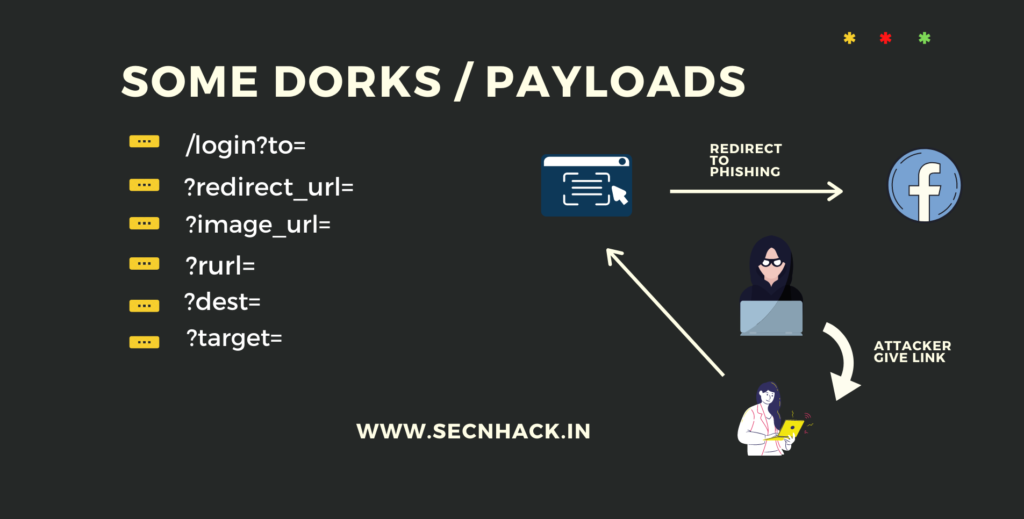 SOME DORKS / PAYLOADS
/login?to=
?redirect_url=
?image_url=
?rurl=
?dest=
?target=
REDIRECT
TO
PHISHING
ATTACKER
GIVE LINK
WWW.SECNHACK.IN